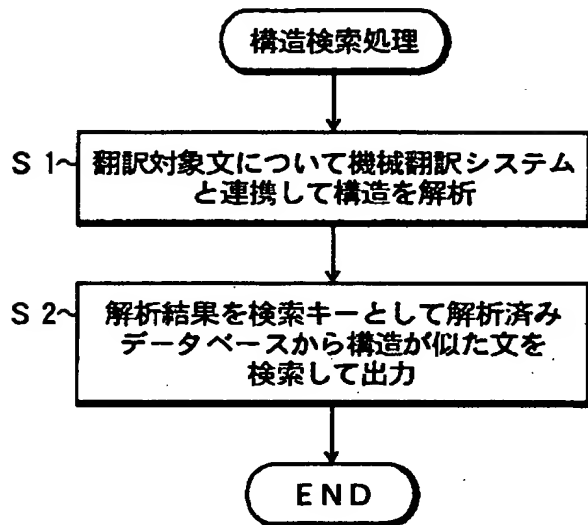 構造検索処理
S1~ 翻訳対象文について機械翻訳システム
と連携して構造を解析
S2~ 解析結果を検索キーとして解析済み
データベースから構造が似た文を
検索して出力
END